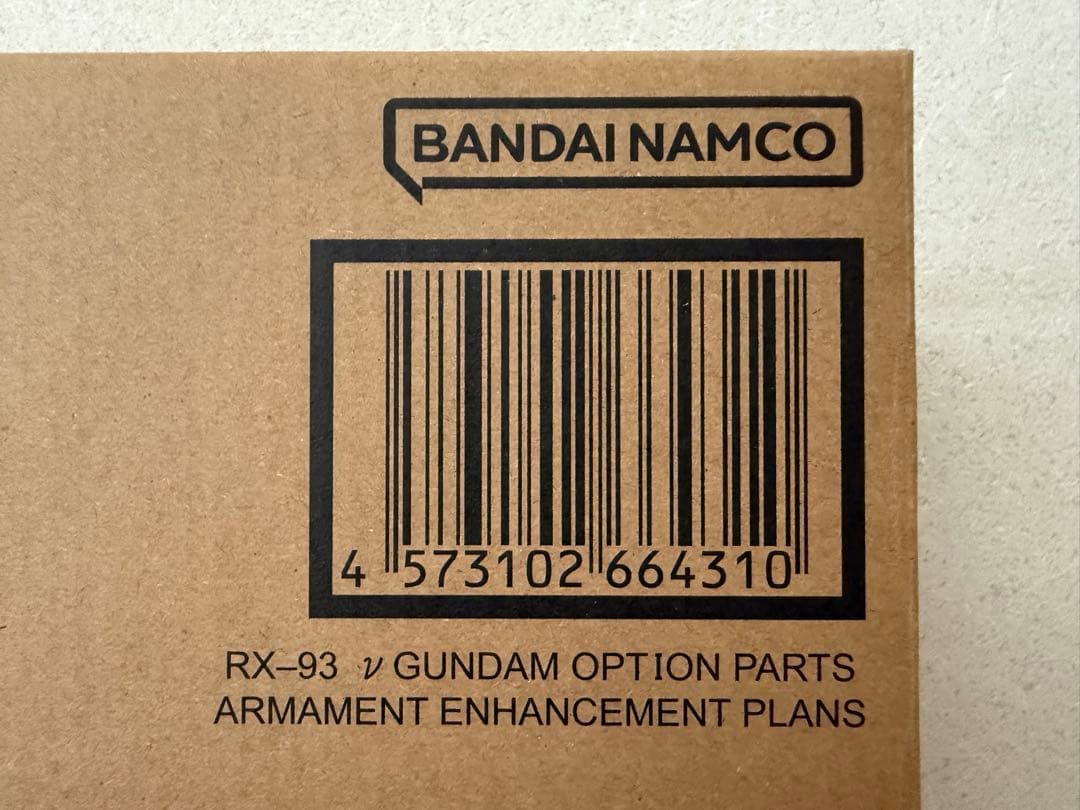 BANDAI NAMCO
4 573102 664310
RX–93 ν GUNDAM OPTION PARTS
ARMAMENT ENHANCEMENT PLANS